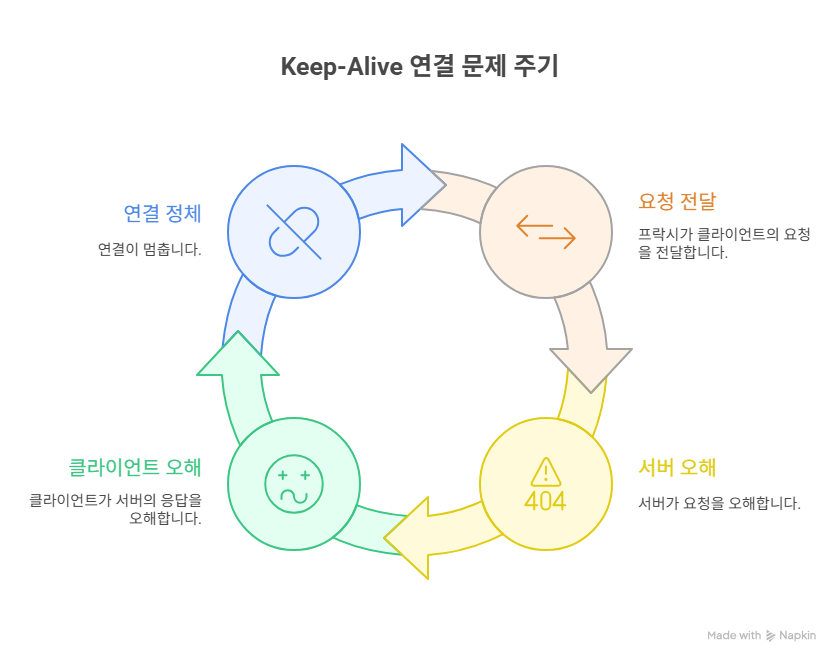 Keep-Alive 연결 문제 주기
연결 정체
연결이 멈춥니다.
요청 전달
프락시가 클라이언트의 요청
을 전달합니다.
클라이언트 오해
클라이언트가 서버의 응답을
오해합니다.
404
서버 오해
서버가 요청을 오해합니다.
Made with Napkin